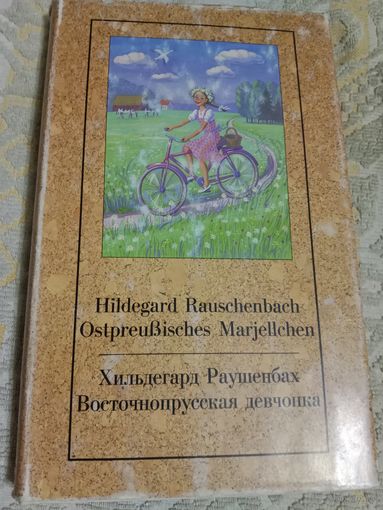 Hildegard Rauschenbach
Ostpreußisches Marjellchen
Хильдегард Раушенбах
Восточнопрусская девчонка